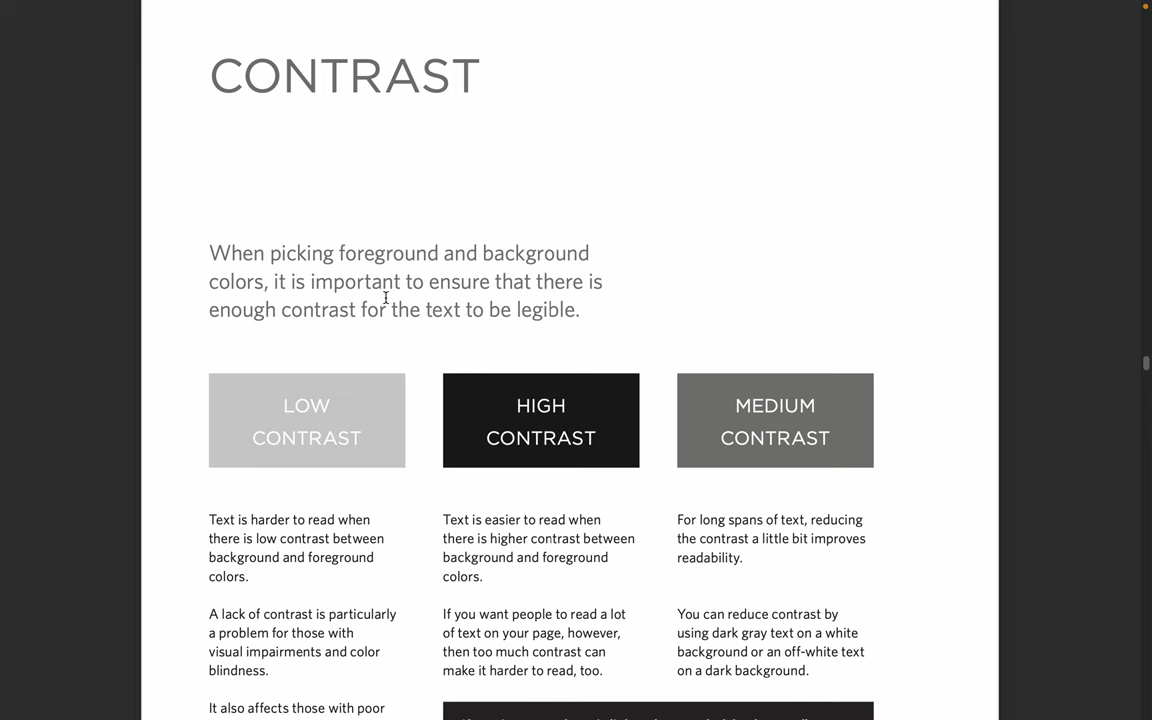 CONTRAST
When picking foreground and background
colors, it is important to ensure that there is
enough contrast for the text to be legible.
LOW
CONTRAST
Text is harder to read when
there is low contrast between
background and foreground
colors.
A lack of contrast is particularly
a problem for those with
visual impairments and color
blindness.
It also affects those with poor
HIGH
CONTRAST
Text is easier to read when
there is higher contrast between
background and foreground
colors.
If you want people to read a lot
of text on your page, however,
then too much contrast can
make it harder to read, too.
MEDIUM
CONTRAST
For long spans of text, reducing
the contrast a little bit improves
readability.
You can reduce contrast by
using dark gray text on a white
background or an off-white text
on a dark background.